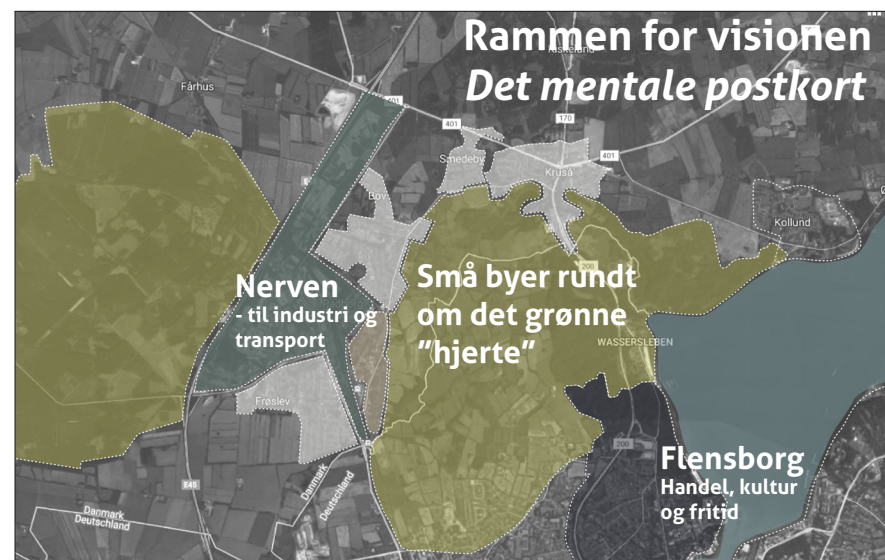 Rammen for visionen
Det mentale postkort
Fårhus
401
401
170
Smedeby
401
Kruså
Bov
Kollund
200
Nerven
- til industri og
transport
Små byer rundt
om det grønne
”hjerte”
WASSERSLEBEN
Frøslev
200
Flensborg
Handel, kultur
og fritid
E45
Danmark
Danmark
Deutschland